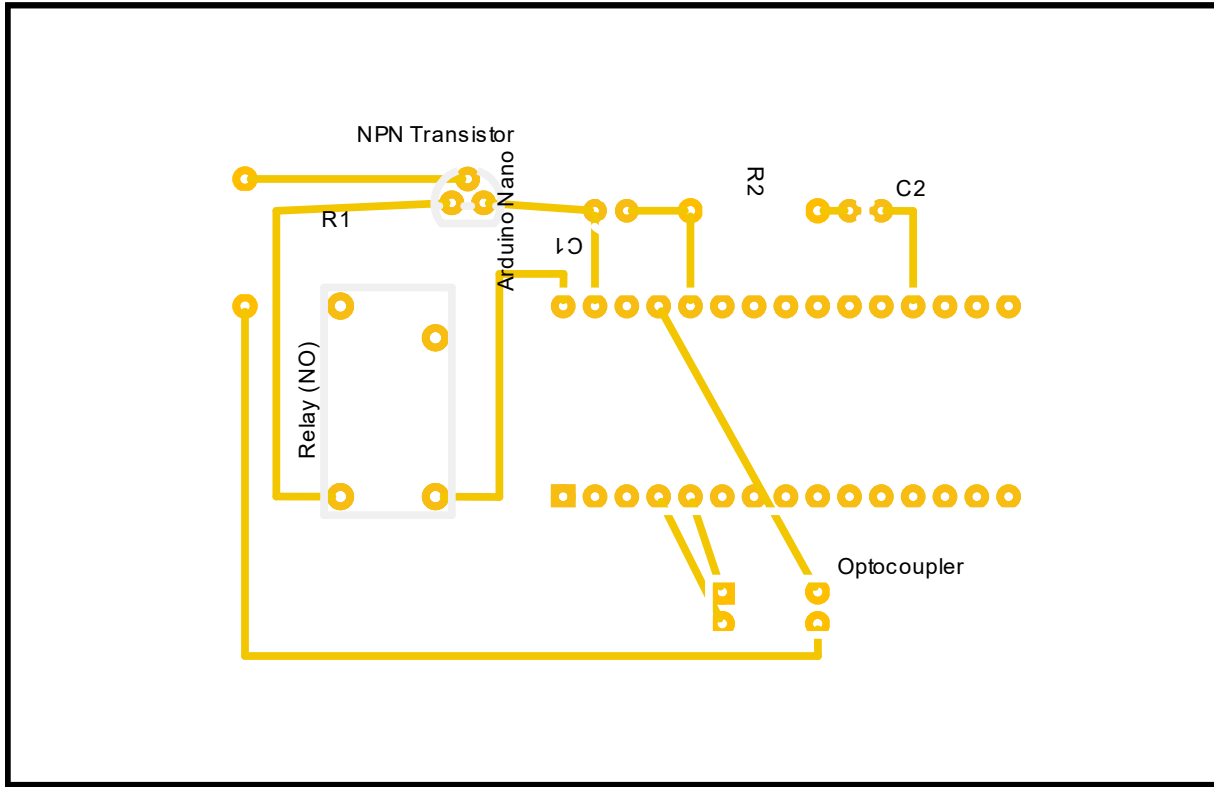 NPN Transistor
Arduino Nano
R2
C2
R1
C1
Relay (NO)
Optocoupler